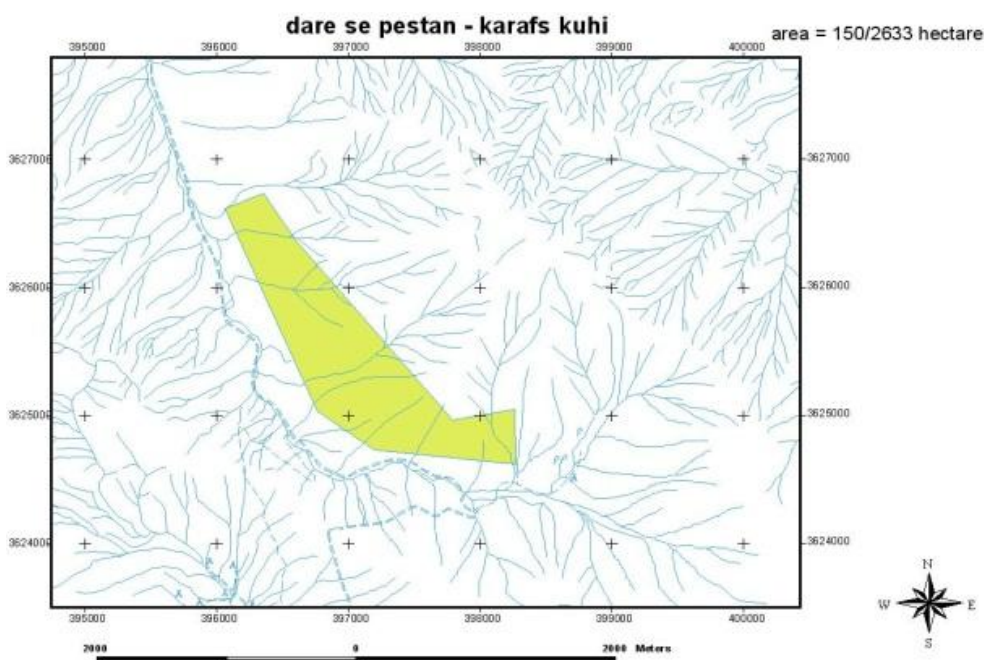 dare se pestan - karafs kuhi
area = 150/2633 hectare
395000 396000 397000 398000 399000 400000
3627000 3627000
3626000 3626000
3625000 3625000
3624000 3624000
395000 396000 397000 398000 399000 400000
N
W E
S
2000 0 2000 Meters